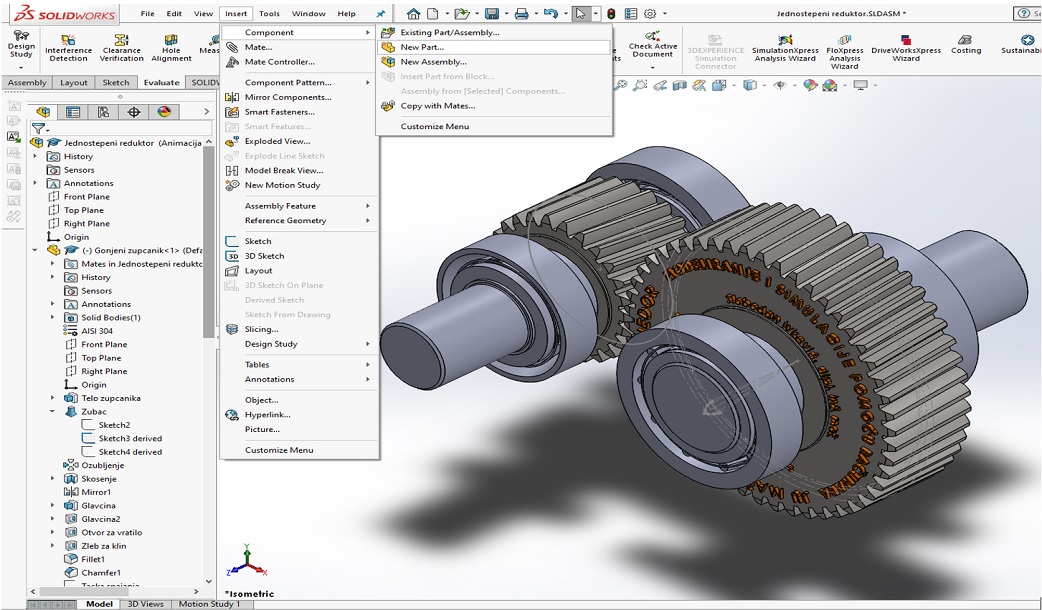 SOLIDWORKS
File Edit View Insert Tools Window Help
Jednostepeni reduktor.SLDASM *
Design Study
Interference Detection
Clearance Verification
Hole Alignment
Check Active Document
3DEXPERIENCE Simulation Connector
SimulationXpress Analysis Wizard
FloXpress Analysis Wizard
DriveWorksXpress Wizard
Costing
Assembly Layout Sketch Evaluate
Component
Mate...
Mate Controller...
Component Pattern...
Mirror Components...
Smart Fasteners...
Smart Features...
Exploded View...
Explode Line Sketch
Model Break View...
New Motion Study
Assembly Feature
Reference Geometry
Sketch
3D Sketch
Layout
3D Sketch On Plane
Derived Sketch
Sketch From Drawing
Slicing...
Design Study
Tables
Annotations
Object...
Hyperlink...
Picture...
Customize Menu
Existing Part/Assembly...
New Part...
New Assembly...
Insert Part from Block...
Assembly from [Selected] Components...
Copy with Mates...
Customize Menu
Jednostepeni reduktor (Animacija
History
Sensors
Annotations
Front Plane
Top Plane
Right Plane
Origin
(-) Gonjeni zupcanik<1> (Defa
Mates in Jednostepeni redukto
History
Sensors
Annotations
Solid Bodies(1)
AISI 304
Front Plane
Top Plane
Right Plane
Origin
Telo zupcanika
Zubac
Sketch2
Sketch3 derived
Sketch4 derived
Ozubljenje
Skosenje
Mirror1
Glavcina
Glavcina2
Otvor za vratilo
Zleb za klin
Fillet1
Chamfer1
I SIMULACIJE POMOĆU
Y
Z
X
*Isometric
Model 3D Views Motion Study 1